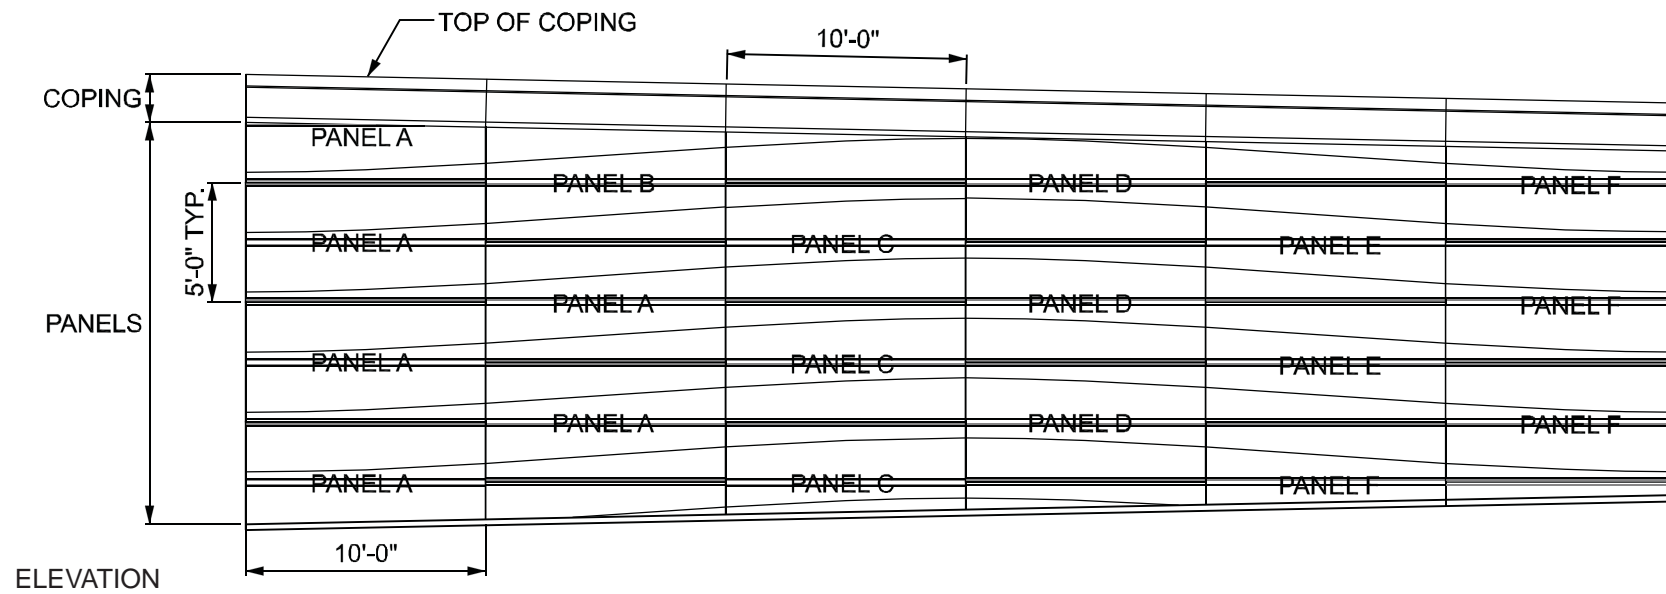 TOP OF COPING
10'-0"
COPING
PANEL A
PANEL B
PANEL D
PANEL F
5'-0" TYP.
PANEL A
PANEL C
PANEL E
PANEL A
PANEL D
PANEL F
PANELS
PANEL A
PANEL C
PANEL E
PANEL A
PANEL D
PANEL F
PANEL A
PANEL C
PANEL F
10'-0"
ELEVATION